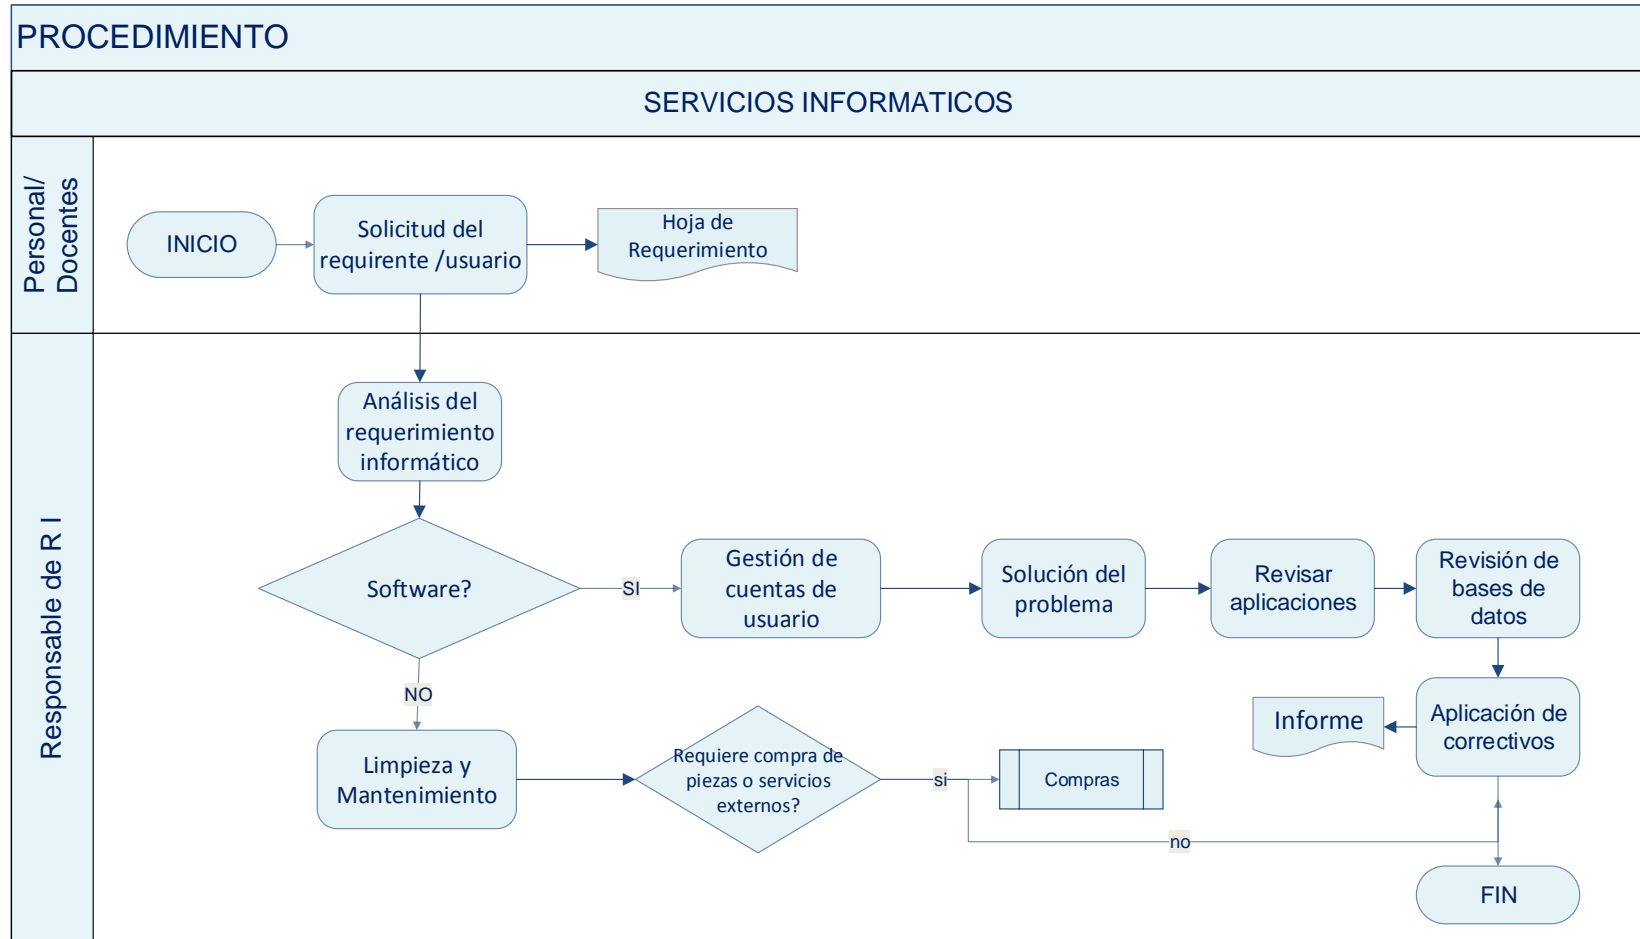 PROCEDIMIENTO
SERVICIOS INFORMATICOS
Personal/
Docentes
INICIO
Solicitud del
requirente /usuario
Hoja de
Requerimiento
Responsable de R I
Análisis del
requerimiento
informático
Software?
SI
Gestión de
cuentas de
usuario
Solución del
problema
Revisar
aplicaciones
Revisión de
bases de
datos
NO
Limpieza y
Mantenimiento
Requiere compra de
piezas o servicios
externos?
si
Compras
Informe
Aplicación de
correctivos
no
FIN